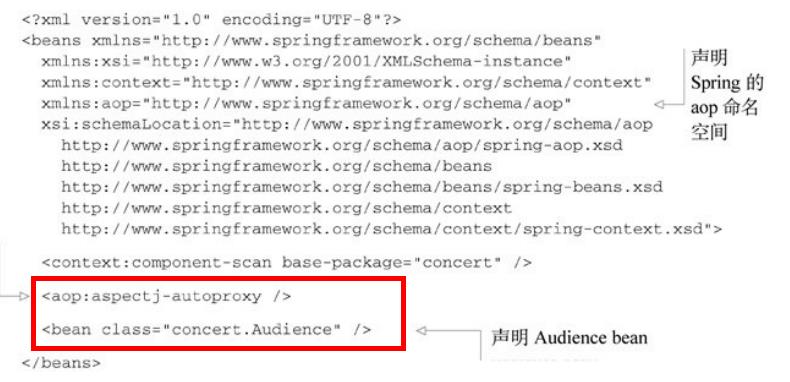 <?xml version="1.0" encoding="UTF-8"?>
<beans xmlns="http://www.springframework.org/schema/beans"
xmlns:xsi="http://www.w3.org/2001/XMLSchema-instance"
xmlns:context="http://www.springframework.org/schema/context"
xmlns:aop="http://www.springframework.org/schema/aop"
xsi:schemaLocation="http://www.springframework.org/schema/aop
http://www.springframework.org/schema/aop/spring-aop.xsd
http://www.springframework.org/schema/beans
http://www.springframework.org/schema/beans/spring-beans.xsd
http://www.springframework.org/schema/context
http://www.springframework.org/schema/context/spring-context.xsd">
声明
Spring 的
aop 命名
空间
<context:component-scan base-package="concert" />
<aop:aspectj-autoproxy />
<bean class="concert.Audience" />
声明 Audience bean
</beans>